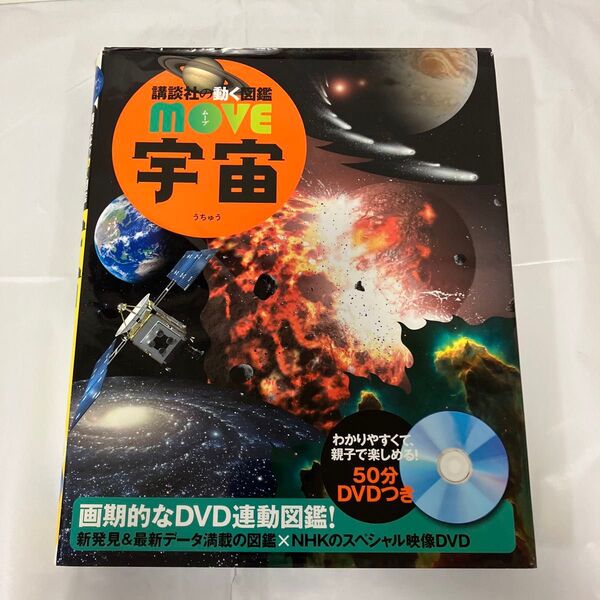 講談社の動く図鑑
MOVE
ムーブ
宇宙
うちゅう
わかりやすくて、
親子で楽しめる!
50分
DVDつき
画期的なDVD連動図鑑!
新発見&最新データ満載の図鑑×NHKのスペシャル映像DVD